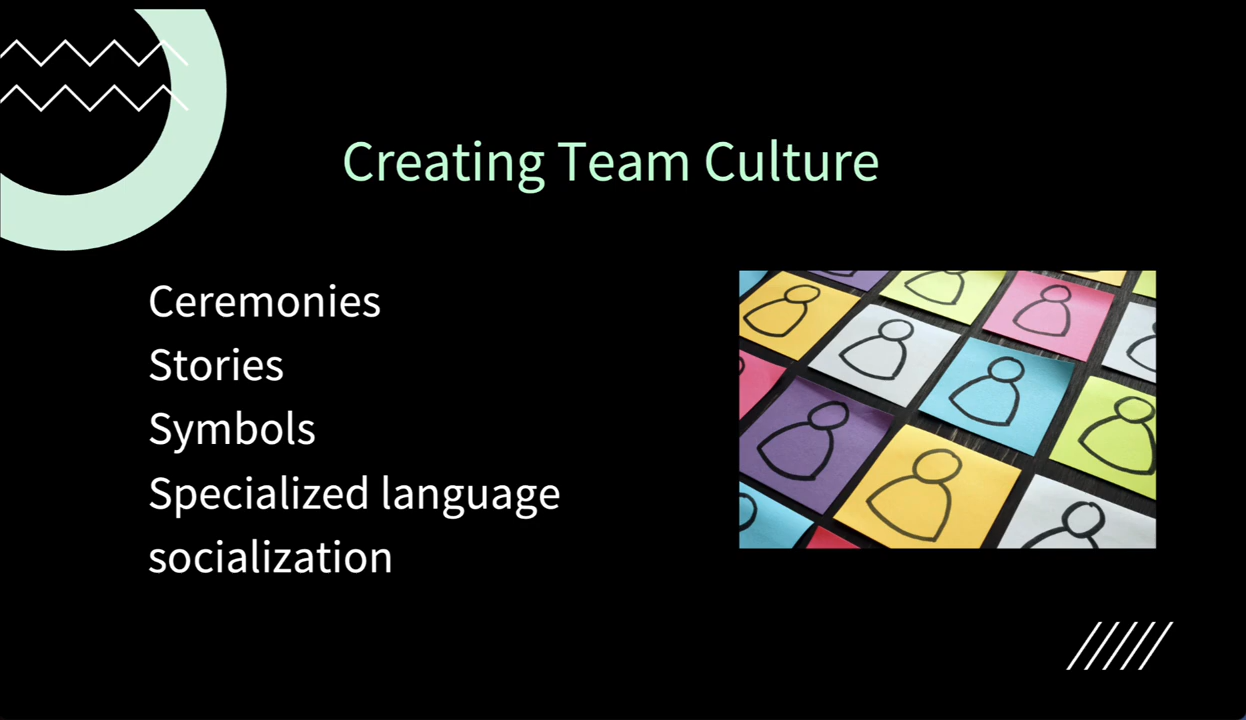 Creating Team Culture
Ceremonies
Stories
Symbols
Specialized language
socialization